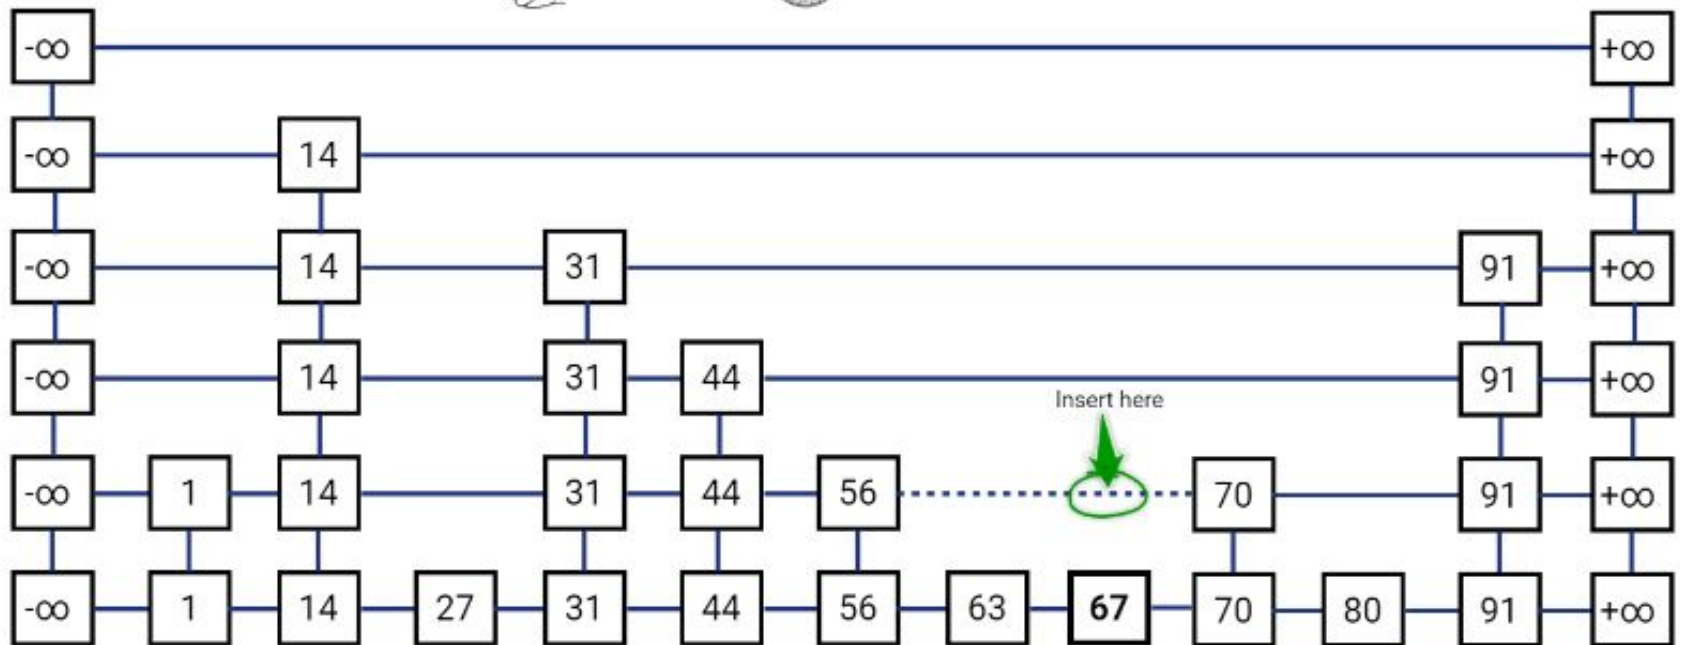 -∞ +∞
-∞ 14 +∞
-∞ 14 31 91 +∞
-∞ 14 31 44 91 +∞
Insert here
-∞ 1 14 31 44 56 70 91 +∞
-∞ 1 14 27 31 44 56 63 67 70 80 91 +∞